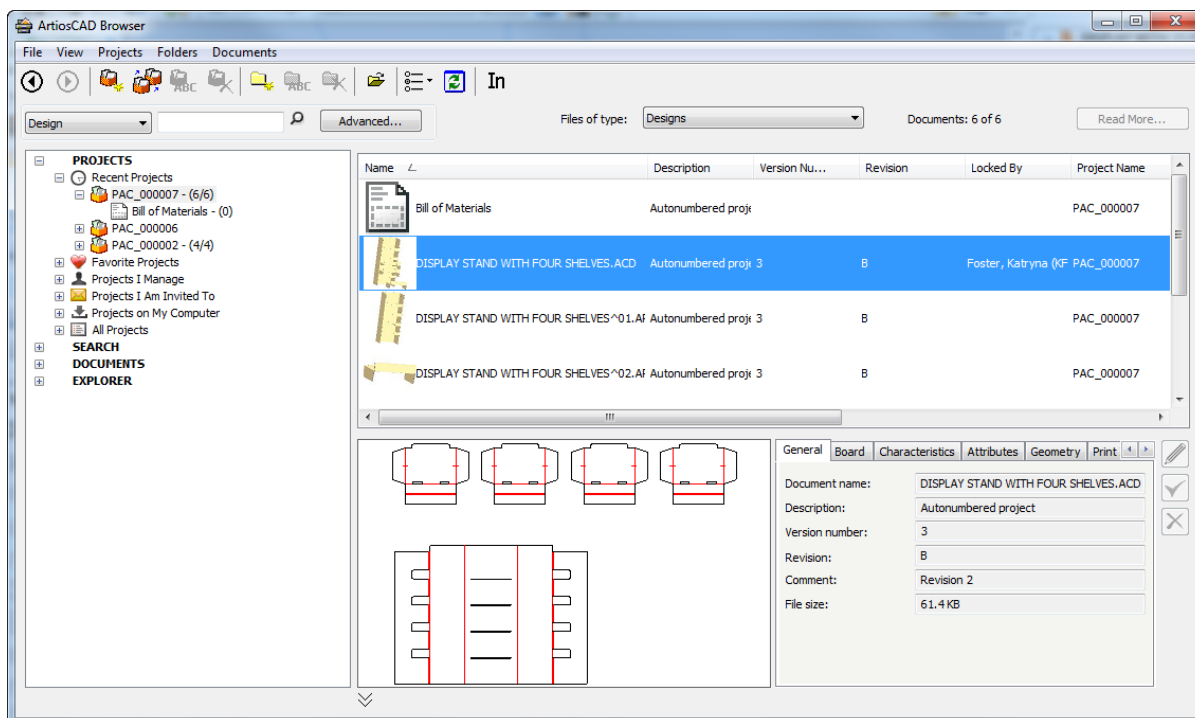 ArtiosCAD Browser
File View Projects Folders Documents
ABC ABC In
Design Advanced... Files of type: Designs Documents: 6 of 6 Read More...
PROJECTS
Recent Projects
PAC_000007 - (6/6)
Bill of Materials - (0)
PAC_000006
PAC_000002 - (4/4)
Favorite Projects
Projects I Manage
Projects I Am Invited To
Projects on My Computer
All Projects
SEARCH
DOCUMENTS
EXPLORER
Name Description Version Nu... Revision Locked By Project Name
Bill of Materials Autonumbered proje PAC_000007
DISPLAY STAND WITH FOUR SHELVES.ACD Autonumbered proje 3 B Foster, Katryna (KF PAC_000007
DISPLAY STAND WITH FOUR SHELVES^01.AF Autonumbered proje 3 B PAC_000007
DISPLAY STAND WITH FOUR SHELVES^02.AF Autonumbered proje 3 B PAC_000007
General Board Characteristics Attributes Geometry Print
Document name: DISPLAY STAND WITH FOUR SHELVES.ACD
Description: Autonumbered project
Version number: 3
Revision: B
Comment: Revision 2
File size: 61.4 KB